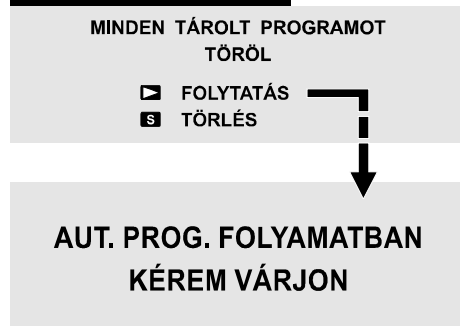 MINDEN TÁROLT PROGRAMOT
TÖRÖL
FOLYTATÁS
S TÖRLÉS
AUT. PROG. FOLYAMATBAN
KÉREM VÁRJON